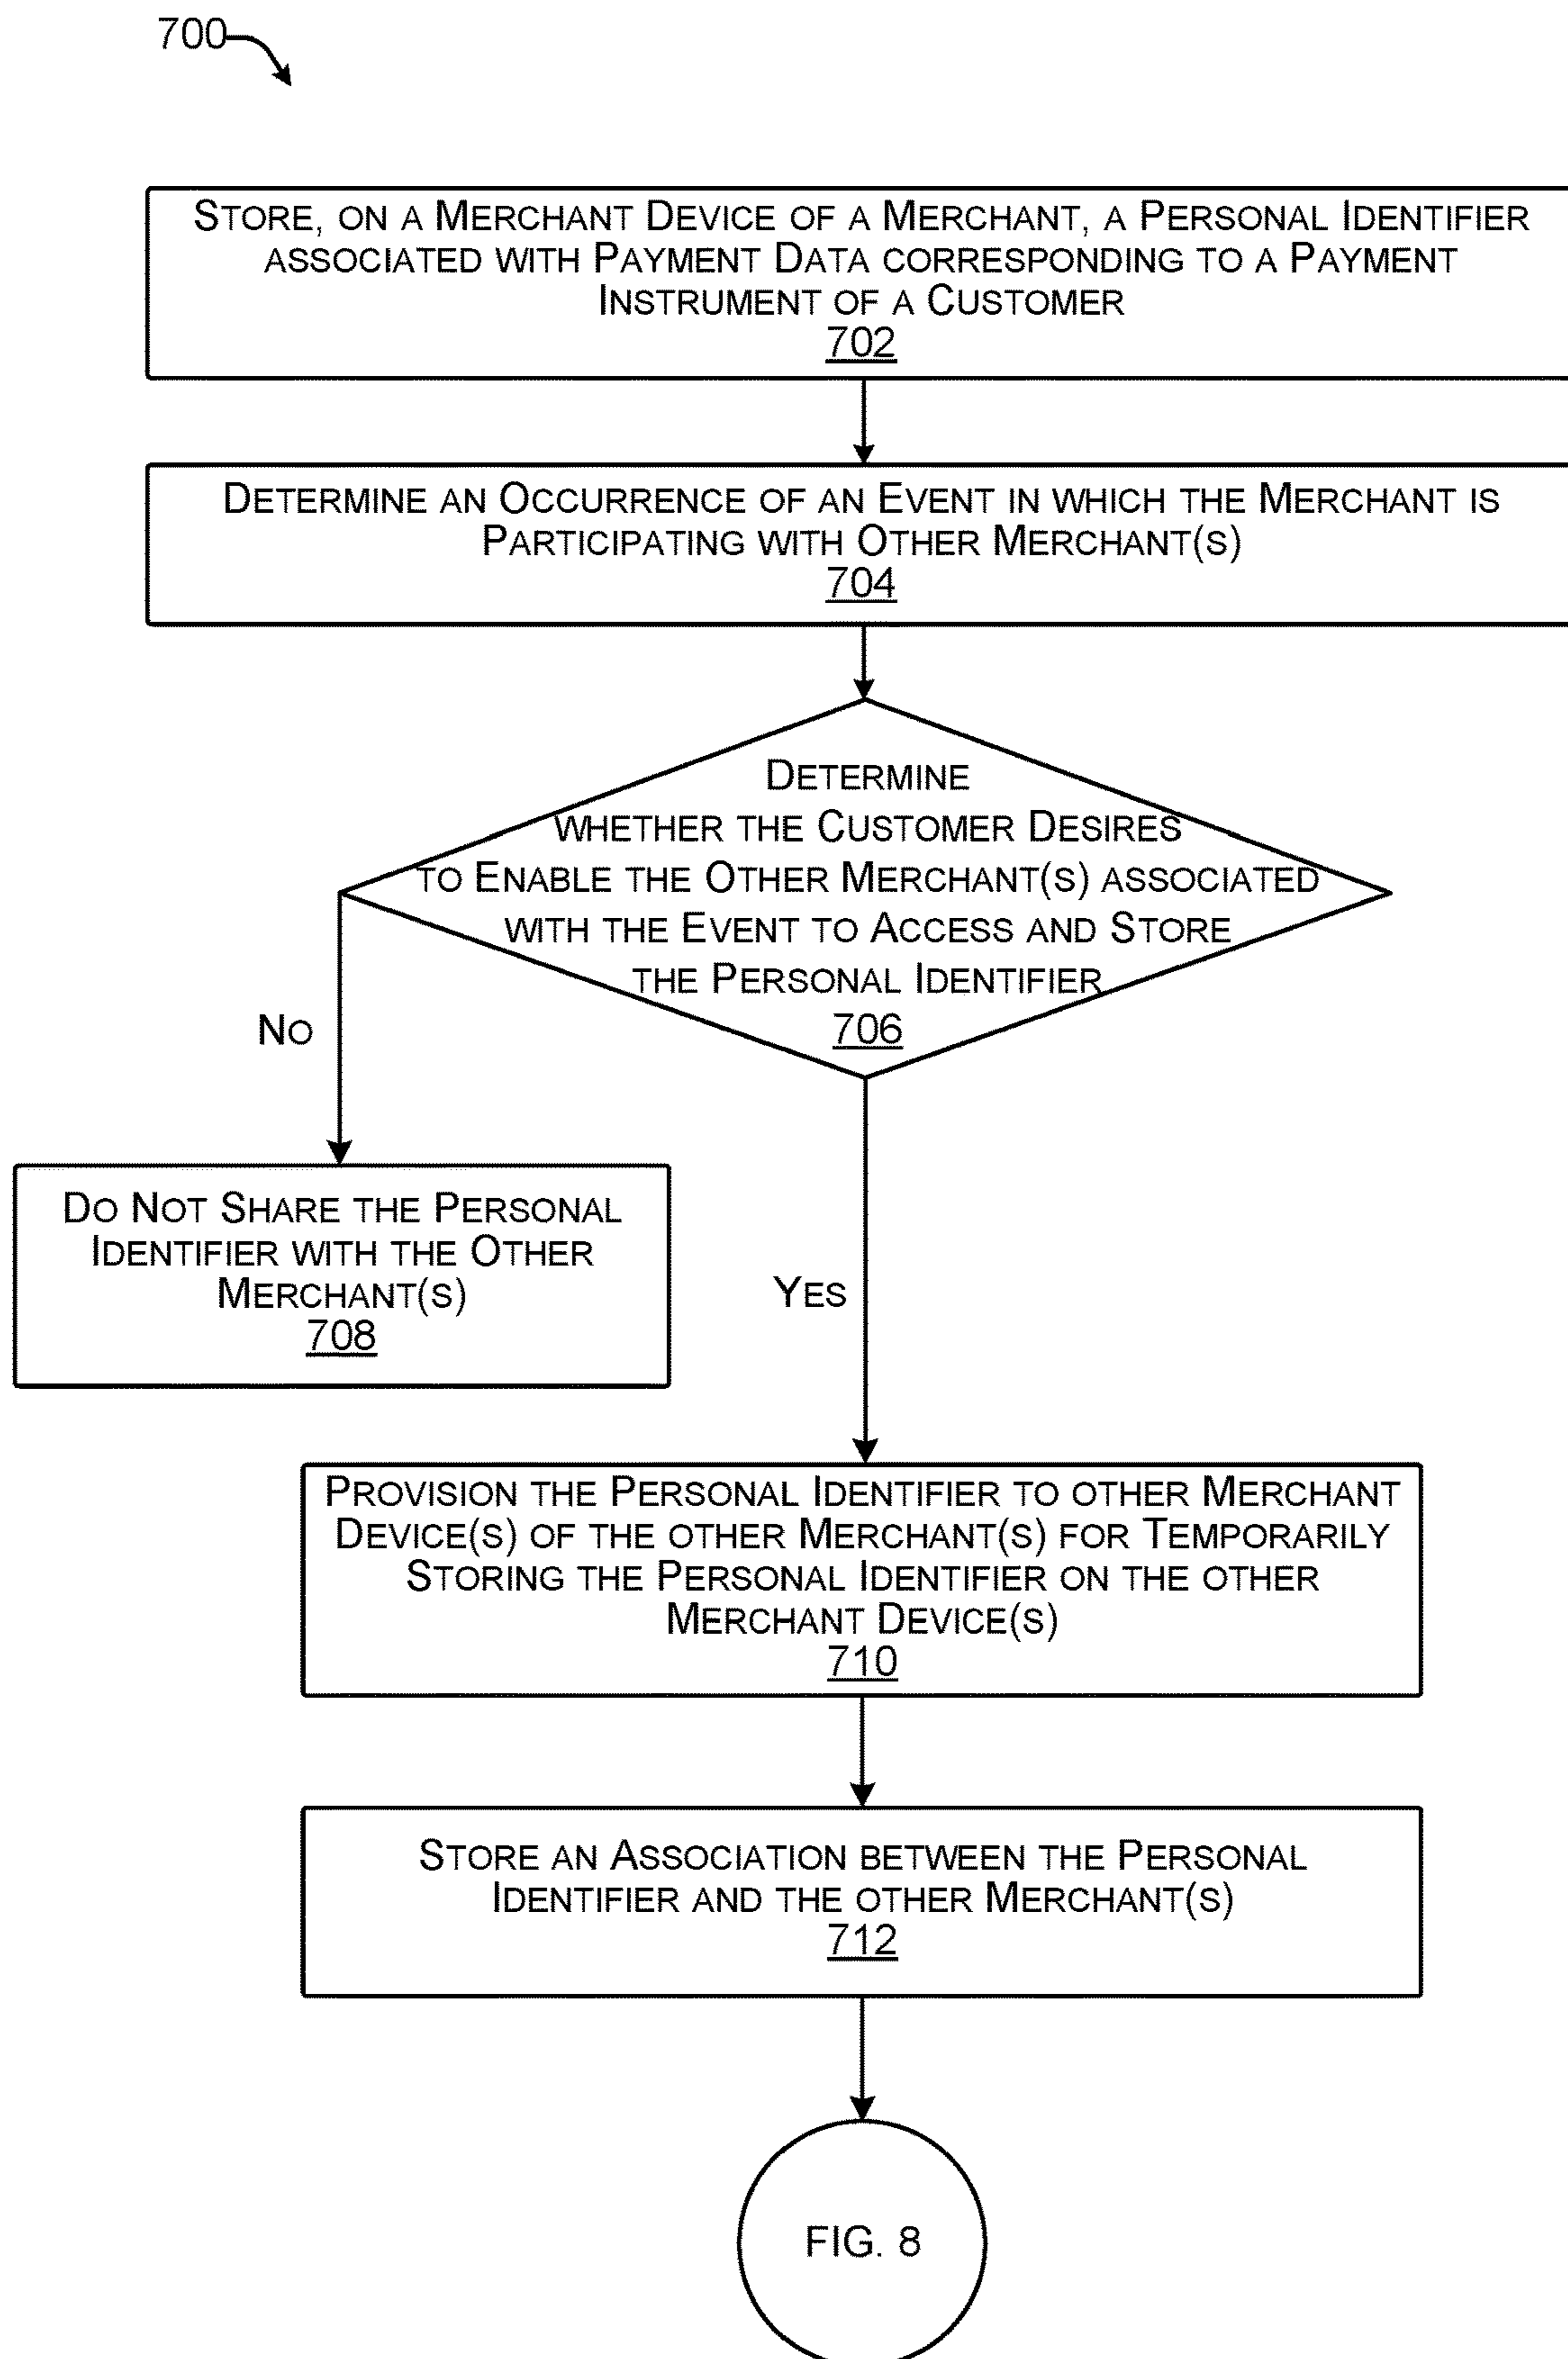 700
STORE, ON A MERCHANT DEVICE OF A MERCHANT, A PERSONAL IDENTIFIER
ASSOCIATED WITH PAYMENT DATA CORRESPONDING TO A PAYMENT
INSTRUMENT OF A CUSTOMER
702
DETERMINE AN OCCURRENCE OF AN EVENT IN WHICH THE MERCHANT IS
PARTICIPATING WITH OTHER MERCHANT(S)
704
DETERMINE
WHETHER THE CUSTOMER DESIRES
TO ENABLE THE OTHER MERCHANT(S) ASSOCIATED
WITH THE EVENT TO ACCESS AND STORE
THE PERSONAL IDENTIFIER
706
NO
DO NOT SHARE THE PERSONAL
IDENTIFIER WITH THE OTHER
MERCHANT(S)
708
YES
PROVISION THE PERSONAL IDENTIFIER TO OTHER MERCHANT
DEVICE(S) OF THE OTHER MERCHANT(S) FOR TEMPORARILY
STORING THE PERSONAL IDENTIFIER ON THE OTHER
MERCHANT DEVICE(S)
710
STORE AN ASSOCIATION BETWEEN THE PERSONAL
IDENTIFIER AND THE OTHER MERCHANT(S)
712
FIG. 8